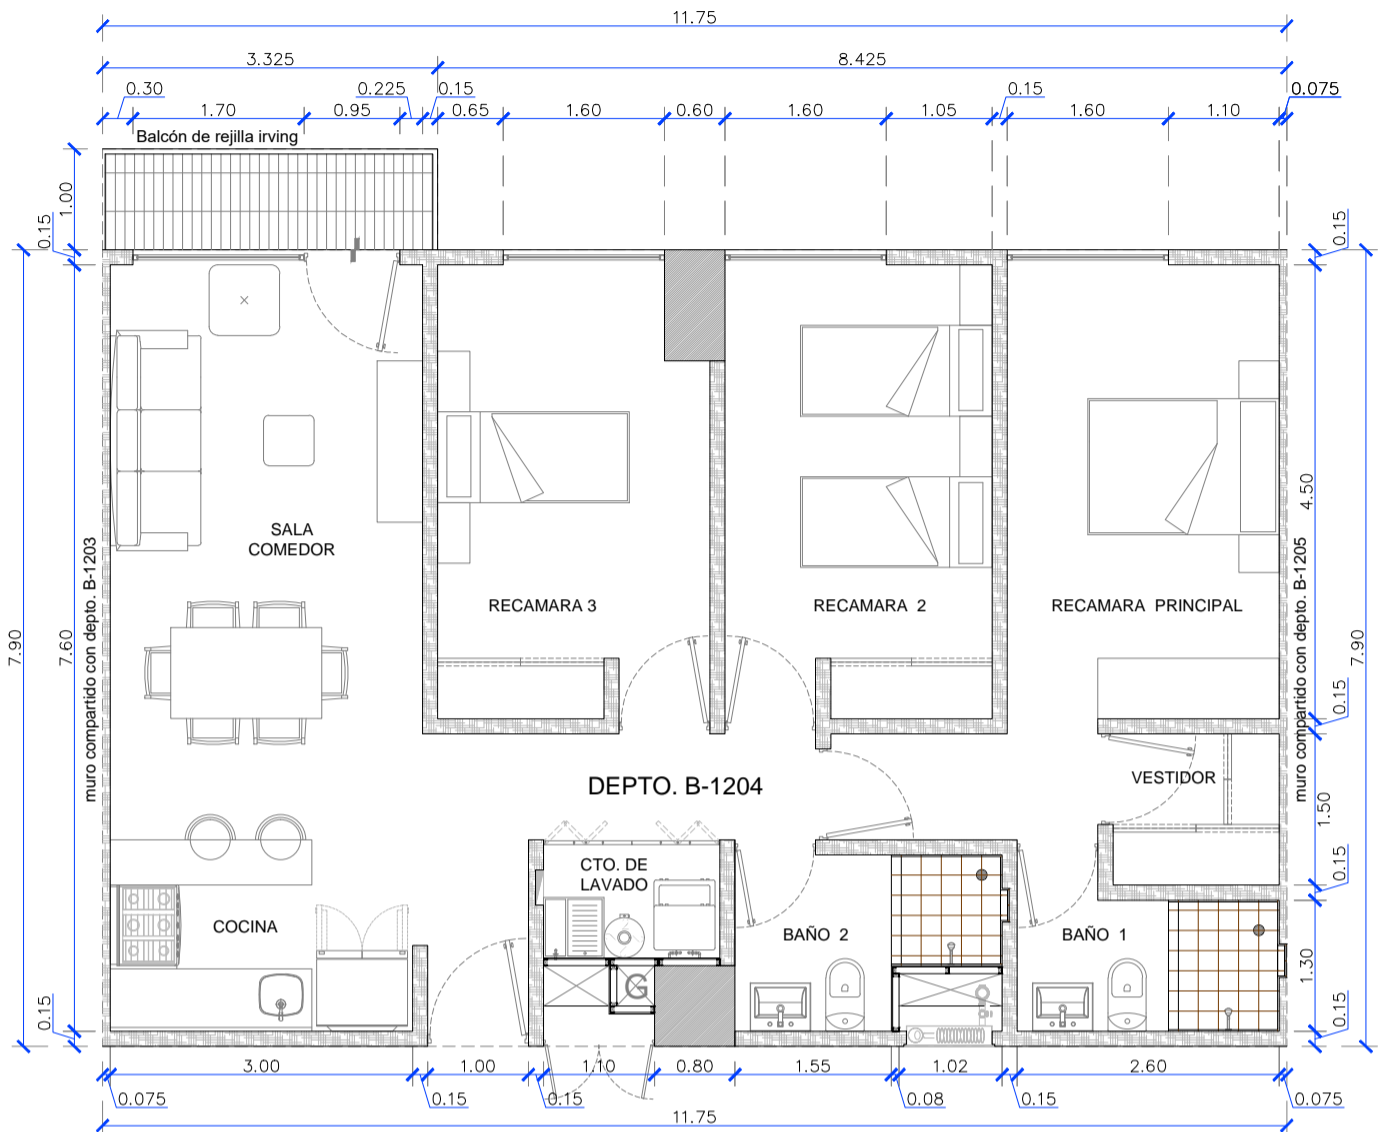 11.75
3.325
8.425
0.30
0.225
0.15
0.15
0.075
1.70
0.95
0.65
1.60
0.60
1.60
1.05
1.60
1.10
Balcón de rejilla irving
1.00
0.15
0.15
SALA
COMEDOR
4.50
muro compartido con depto. B-1203
muro compartido con depto. B-1205
RECAMARA 3
RECAMARA 2
RECAMARA PRINCIPAL
7.90
7.60
7.90
0.15
DEPTO. B-1204
VESTIDOR
1.50
CTO. DE
LAVADO
0.15
COCINA
BAÑO 2
BAÑO 1
1.30
G
0.15
0.15
3.00
1.00
1.10
0.80
1.55
1.02
2.60
0.075
0.15
0.15
0.08
0.15
0.075
11.75